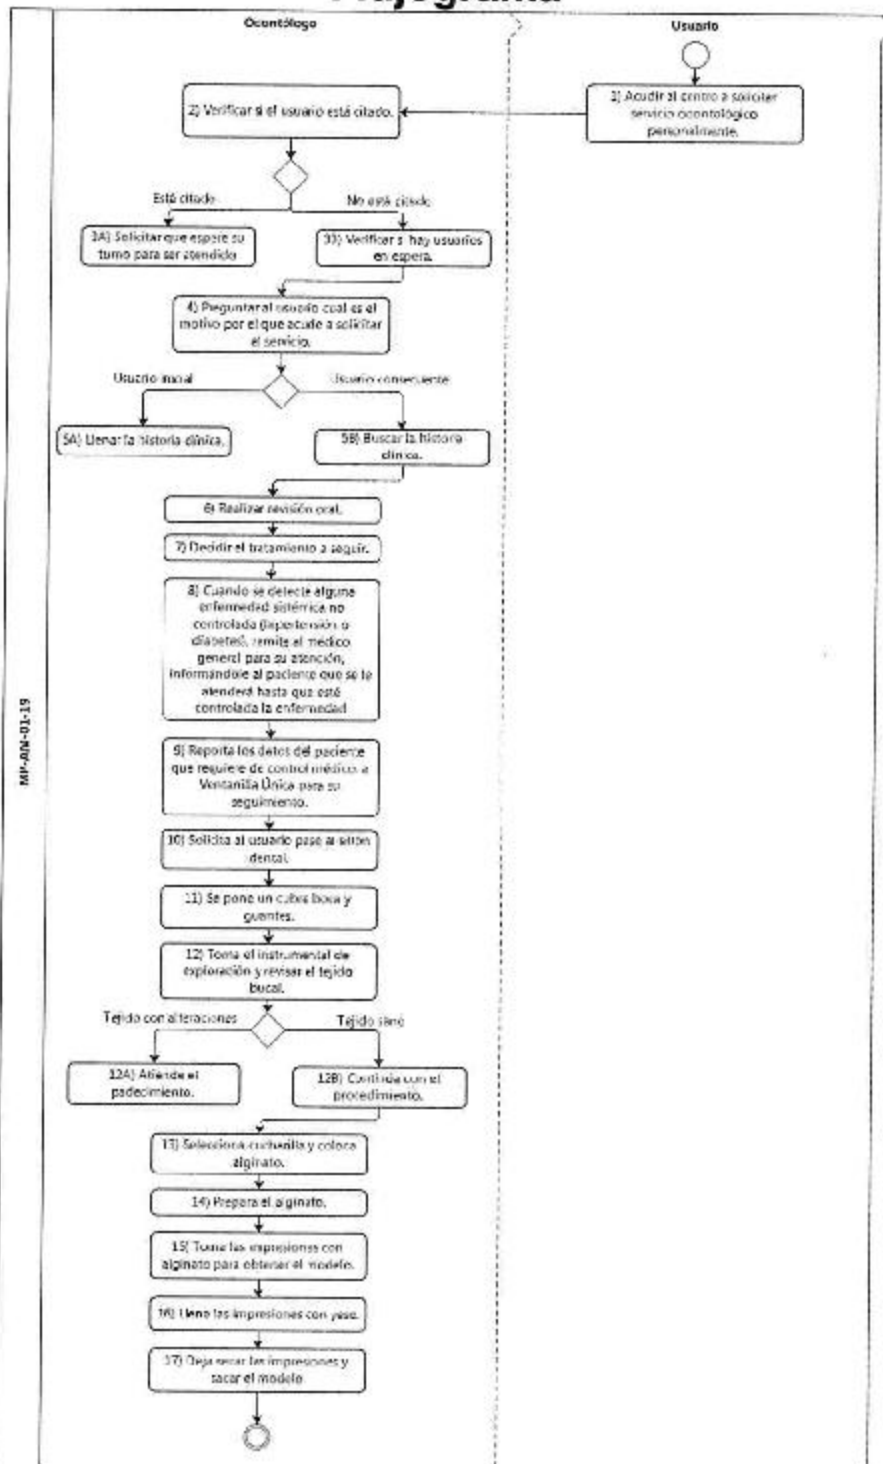 Odontólogo
Usuario
1) Acudir al centro a solicitar
servicio odontológico
personalmente.
2) Verificar si el usuario está citado.
Está citado
No está citado
3A) Solicitar que espere su
turno para ser atendido
3B) Verificar si hay usuarios
en espera.
4) Preguntar al usuario cual es el
motivo por el que acude a solicitar
el servicio.
Usuario inicial
Usuario consecuente
5A) Llenar la historia clínica.
5B) Buscar la historia
clínica.
6) Realizar revisión oral.
7) Decidir el tratamiento a seguir.
8) Cuando se detecte alguna
enfermedad sistémica no
controlada (hipertensión o
diabetes), remite al médico
general para su atención,
informándole al paciente que se le
atenderá hasta que esté
controlada la enfermedad
9) Reporta los datos del paciente
que requiere de control médico, a
Ventanilla Única para su
seguimiento.
10) Solicita al usuario pase al sillón
dental.
11) Se pone un cubre boca y
guantes.
12) Toma el instrumental de
exploración y revisar el tejido
bucal.
Tejido con alteraciones
Tejido sano
12A) Atiende el
padecimiento.
12B) Continúa con el
procedimiento.
13) Selecciona cucharilla y coloca
alginato.
14) Prepara el alginato.
15) Toma las impresiones con
alginato para obtener el modelo.
16) Llena las impresiones con yeso.
17) Deja secar las impresiones y
sacar el modelo
MP-AM-01-19